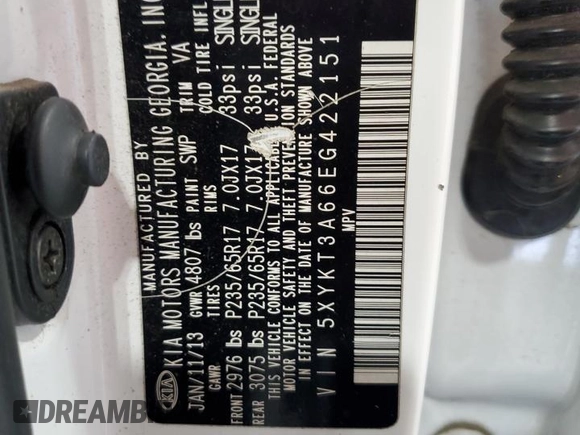 KIA
MANUFACTURED BY
KIA MOTORS MANUFACTURING GEORGIA, INC
JAN/11/13 PAINT SWP TRIM VA
GVWR 4807 lbs
GAWR TIRES RIMS COLD TIRE INFL
FRONT 2976 lbs P235/65R17 7.0JX17 33psi SINGL
REAR 3075 lbs P235/65R17 7.0JX17 33psi SINGL
THIS VEHICLE CONFORMS TO ALL APPLICABLE U.S.A. FEDERAL
MOTOR VEHICLE SAFETY AND THEFT PREVENTION STANDARDS
IN EFFECT ON THE DATE OF MANUFACTURE SHOWN ABOVE
VIN 5XYKT3A66EG422151
MPV
DREAMB